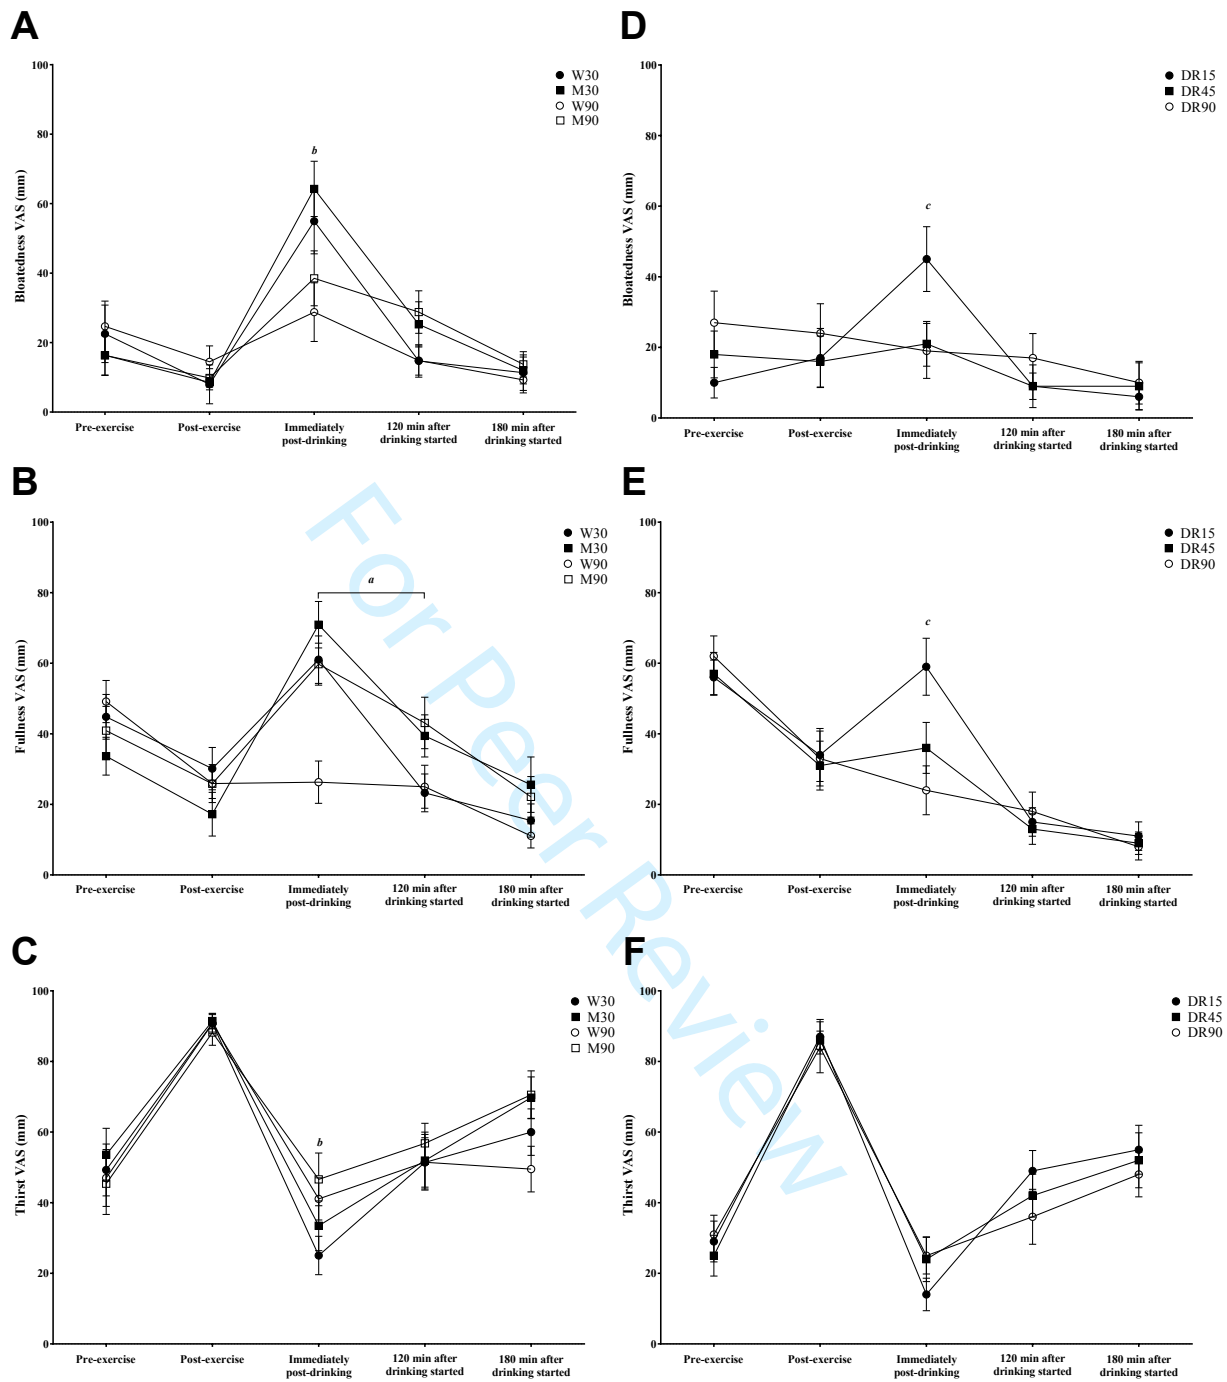 A
100
80
60
40
20
0
Bloatedness VAS (mm)
W30
M30
W90
M90
b
Pre-exercise
Post-exercise
Immediately
post-drinking
120 min after
drinking started
180 min after
drinking started
D
100
80
60
40
20
0
Bloatedness VAS (mm)
DR15
DR45
DR90
c
Pre-exercise
Post-exercise
Immediately
post-drinking
120 min after
drinking started
180 min after
drinking started
B
100
80
60
40
20
0
Fullness VAS (mm)
W30
M30
W90
M90
a
Pre-exercise
Post-exercise
Immediately
post-drinking
120 min after
drinking started
180 min after
drinking started
E
100
80
60
40
20
0
Fullness VAS (mm)
DR15
DR45
DR90
c
Pre-exercise
Post-exercise
Immediately
post-drinking
120 min after
drinking started
180 min after
drinking started
C
100
80
60
40
20
0
Thirst VAS (mm)
W30
M30
W90
M90
b
Pre-exercise
Post-exercise
Immediately
post-drinking
120 min after
drinking started
180 min after
drinking started
F
100
80
60
40
20
0
Thirst VAS (mm)
DR15
DR45
DR90
Pre-exercise
Post-exercise
Immediately
post-drinking
120 min after
drinking started
180 min after
drinking started
For Peer Review